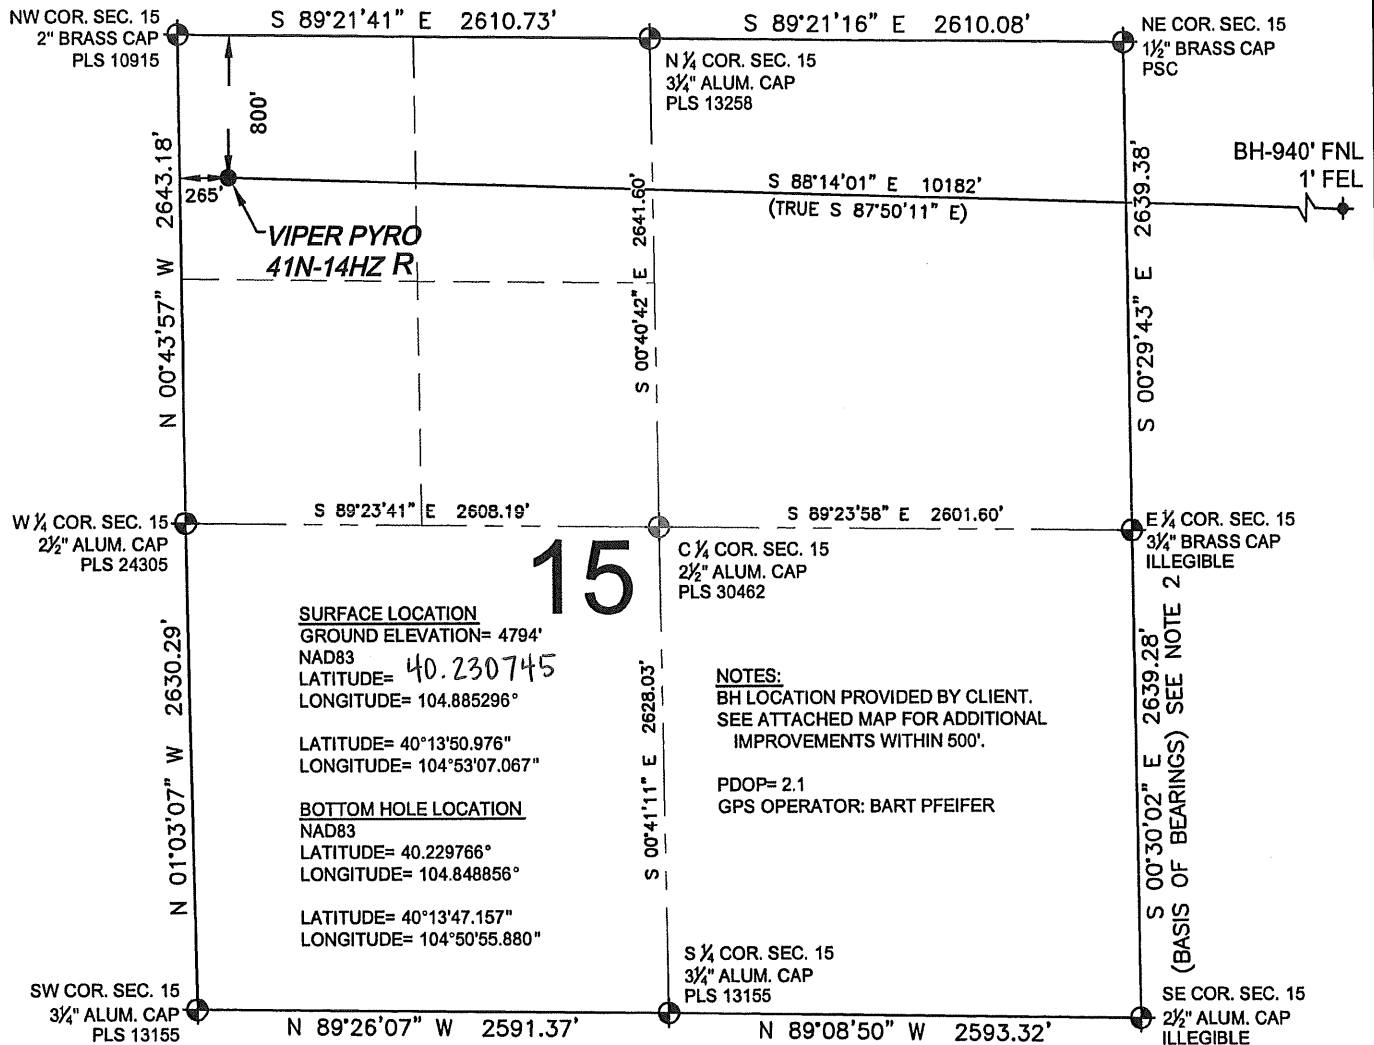 NW COR. SEC. 15
2" BRASS CAP
PLS 10915
S 89°21'41" E 2610.73'
S 89°21'16" E 2610.08'
NE COR. SEC. 15
1½" BRASS CAP
PSC
N ¼ COR. SEC. 15
3¼" ALUM. CAP
PLS 13258
800'
265'
VIPER PYRO
41N-14HZ R
S 88°14'01" E 10182'
(TRUE S 87°50'11" E)
BH-940' FNL
1' FEL
N 00°43'57" W 2643.18'
S 00°40'42" E 2641.60'
S 00°29'43" E 2639.38'
W ¼ COR. SEC. 15
2½" ALUM. CAP
PLS 24305
S 89°23'41" E 2608.19'
S 89°23'58" E 2601.60'
E ¼ COR. SEC. 15
3¼" BRASS CAP
ILLEGIBLE
15
C ¼ COR. SEC. 15
2½" ALUM. CAP
PLS 30462
SURFACE LOCATION
GROUND ELEVATION= 4794'
NAD83
LATITUDE= 40.230745
LONGITUDE= 104.885296°
LATITUDE= 40°13'50.976"
LONGITUDE= 104°53'07.067"
BOTTOM HOLE LOCATION
NAD83
LATITUDE= 40.229766°
LONGITUDE= 104.848856°
LATITUDE= 40°13'47.157"
LONGITUDE= 104°50'55.880"
NOTES:
BH LOCATION PROVIDED BY CLIENT.
SEE ATTACHED MAP FOR ADDITIONAL
IMPROVEMENTS WITHIN 500'.
PDOP= 2.1
GPS OPERATOR: BART PFEIFER
N 01°03'07" W 2630.29'
S 00°41'11" E 2628.03'
S 00°30'02" E 2639.28'
(BASIS OF BEARINGS) SEE NOTE 2
SW COR. SEC. 15
3¼" ALUM. CAP
PLS 13155
N 89°26'07" W 2591.37'
S ¼ COR. SEC. 15
3¼" ALUM. CAP
PLS 13155
N 89°08'50" W 2593.32'
SE COR. SEC. 15
2½" ALUM. CAP
ILLEGIBLE